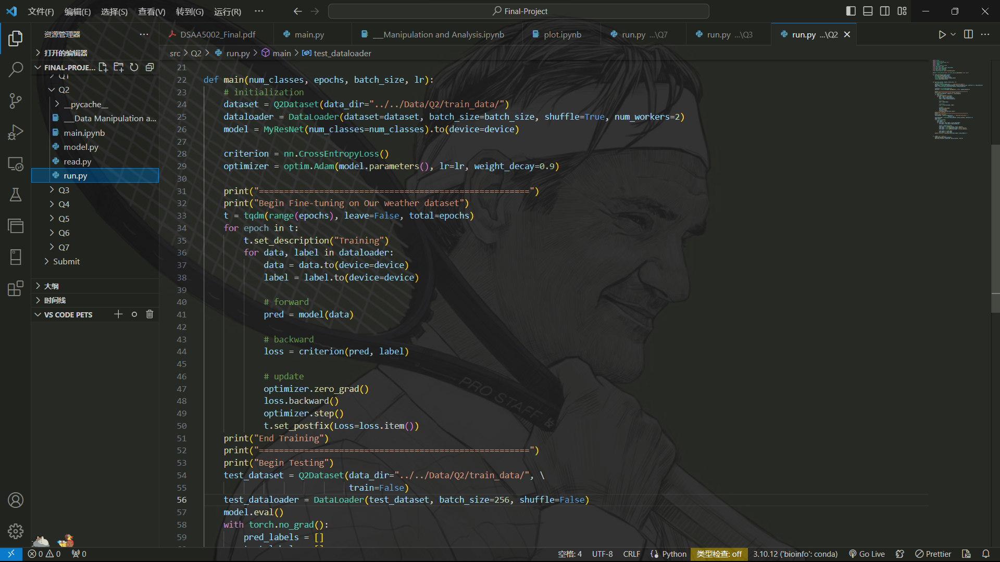 文件(F) 编辑(E) 选择(S) 查看(V) 转到(G) 运行(R) ··· Final-Project
资源管理器 ···
DSAA5002_Final.pdf main.py ___Manipulation and Analysis.ipynb plot.ipynb run.py ...\Q7 run.py ...\Q3 run.py ...\Q2
src > Q2 > run.py > main > test_dataloader
打开的编辑器
FINAL-PROJE...
Q1
Q2
__pycache__
___Data Manipulation a...
main.ipynb
model.py
read.py
run.py
Q3
Q4
Q5
Q6
Q7
Submit
大纲
时间线
VS CODE PETS
21
22 def main(num_classes, epochs, batch_size, lr):
23 # initialization
24 dataset = Q2Dataset(data_dir="../../Data/Q2/train_data/")
25 dataloader = DataLoader(dataset=dataset, batch_size=batch_size, shuffle=True, num_workers=2)
26 model = MyResNet(num_classes=num_classes).to(device=device)
27
28 criterion = nn.CrossEntropyLoss()
29 optimizer = optim.Adam(model.parameters(), lr=lr, weight_decay=0.9)
30
31 print("======================================================")
32 print("Begin Fine-tuning on Our weather dataset")
33 t = tqdm(range(epochs), leave=False, total=epochs)
34 for epoch in t:
35 t.set_description("Training")
36 for data, label in dataloader:
37 data = data.to(device=device)
38 label = label.to(device=device)
39
40 # forward
41 pred = model(data)
42
43 # backward
44 loss = criterion(pred, label)
45
46 # update
47 optimizer.zero_grad()
48 loss.backward()
49 optimizer.step()
50 t.set_postfix(Loss=loss.item())
51 print("End Training")
52 print("======================================================")
53 print("Begin Testing")
54 test_dataset = Q2Dataset(data_dir="../../Data/Q2/train_data/", \
55 train=False)
56 test_dataloader = DataLoader(test_dataset, batch_size=256, shuffle=False)
57 model.eval()
58 with torch.no_grad():
59 pred_labels = []
PRO STAFF
0 0 0 空格: 4 UTF-8 CRLF Python 类型检查: off 3.10.12 ('bioinfo': conda) Go Live Prettier